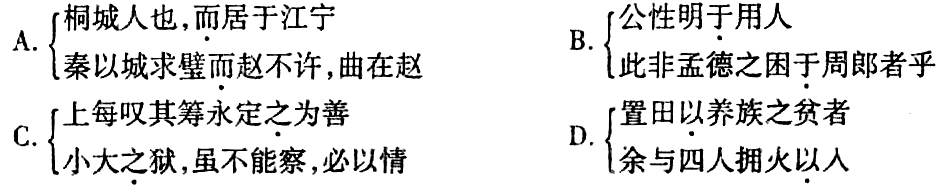 A. 桐城人也,而居于江宁
秦以城求璧而赵不许,曲在赵
B. 公性明于用人
此非孟德之困于周郎者乎
C. 上每叹其筹永定之为善
小大之狱,虽不能察,必以情
D. 置田以养族之贫者
余与四人拥火以入